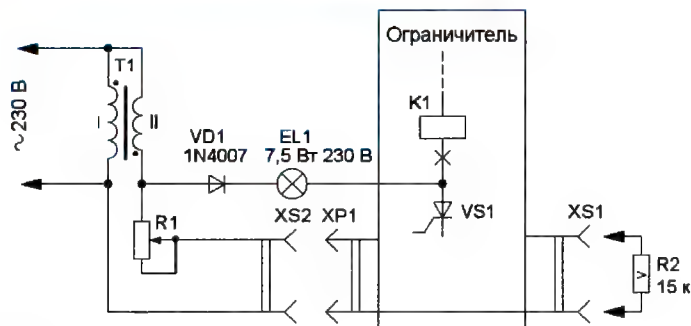 Ограничитель
~230 В
T1
I
II
VD1
1N4007
EL1
7,5 Вт 230 В
K1
VS1
R1
XS2
XP1
XS1
R2
15 к
V